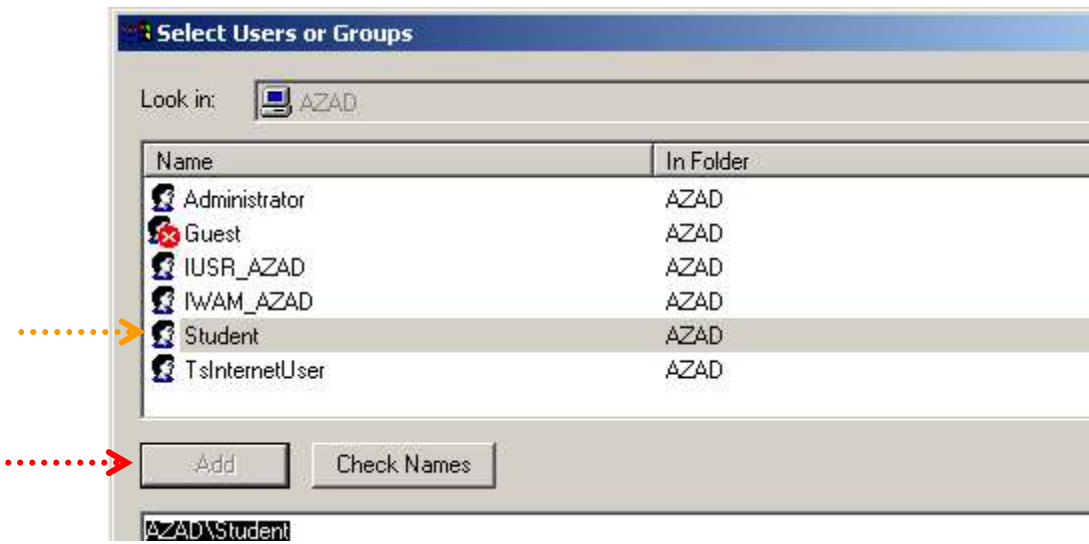 Select Users or Groups
Look in: AZAD
Name In Folder
Administrator AZAD
Guest AZAD
IUSR_AZAD AZAD
IWAM_AZAD AZAD
Student AZAD
TsInternetUser AZAD
Add Check Names
AZAD\Student